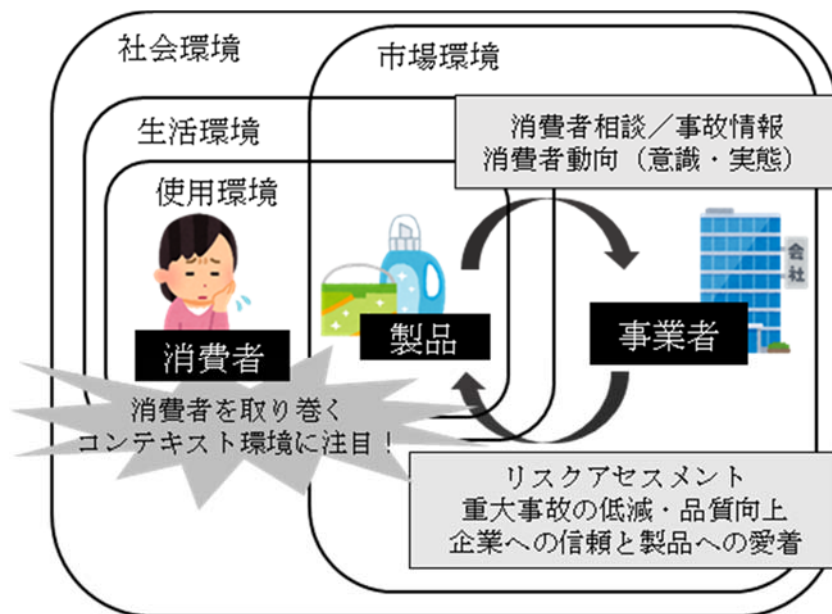 社会環境
市場環境
生活環境
消費者相談／事故情報
消費者動向（意識・実態）
使用環境
会社
消費者
製品
事業者
消費者を取り巻く
コンテキスト環境に注目！
リスクアセスメント
重大事故の低減・品質向上
企業への信頼と製品への愛着